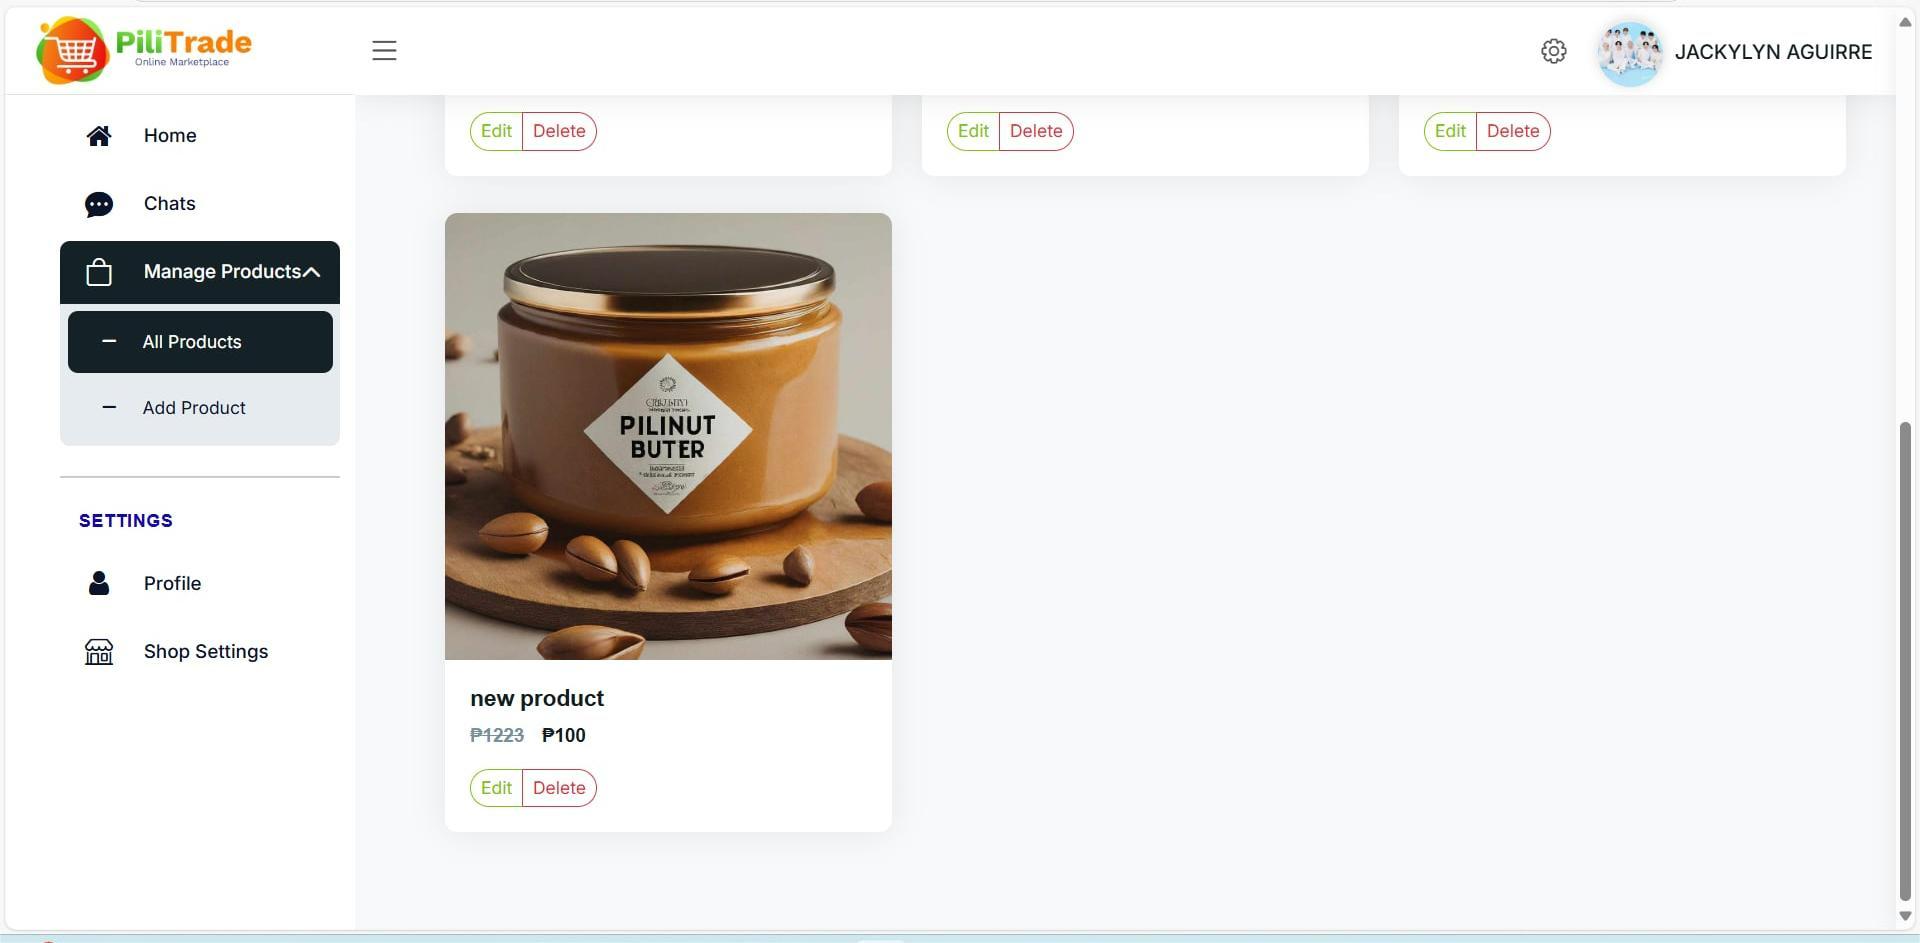 PiliTrade
Online Marketplace
JACKYLYN AGUIRRE
Home
Chats
Manage Products
All Products
Add Product
SETTINGS
Profile
Shop Settings
Edit Delete
Edit Delete
Edit Delete
PILINUT
BUTER
new product
₱1223 ₱100
Edit Delete